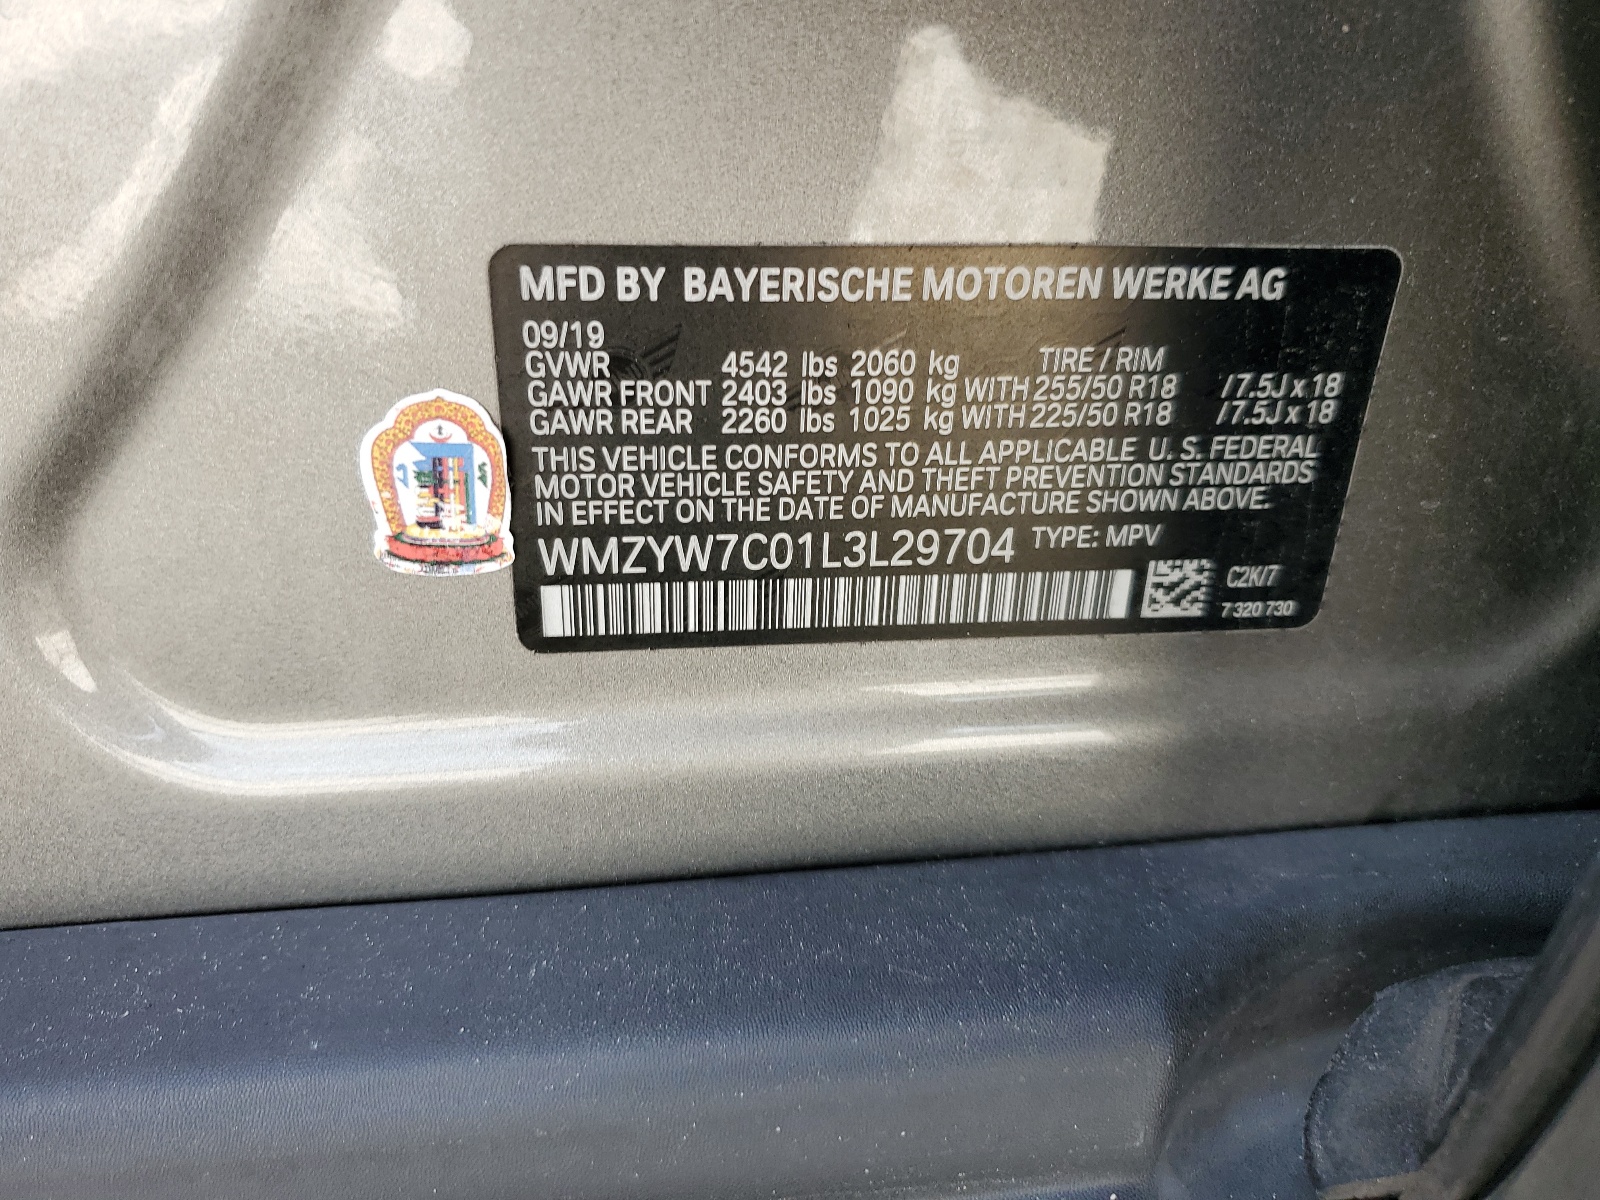 MFD BY BAYERISCHE MOTOREN WERKE AG
09/19
GVWR 4542 lbs 2060 kg TIRE / RIM
GAWR FRONT 2403 lbs 1090 kg WITH 255/50 R18 / 7.5J x 18
GAWR REAR 2260 lbs 1025 kg WITH 225/50 R18 / 7.5J x 18
THIS VEHICLE CONFORMS TO ALL APPLICABLE U. S. FEDERAL
MOTOR VEHICLE SAFETY AND THEFT PREVENTION STANDARDS
IN EFFECT ON THE DATE OF MANUFACTURE SHOWN ABOVE.
WMZYW7C01L3L29704 TYPE: MPV
C2K/7
7 320 730